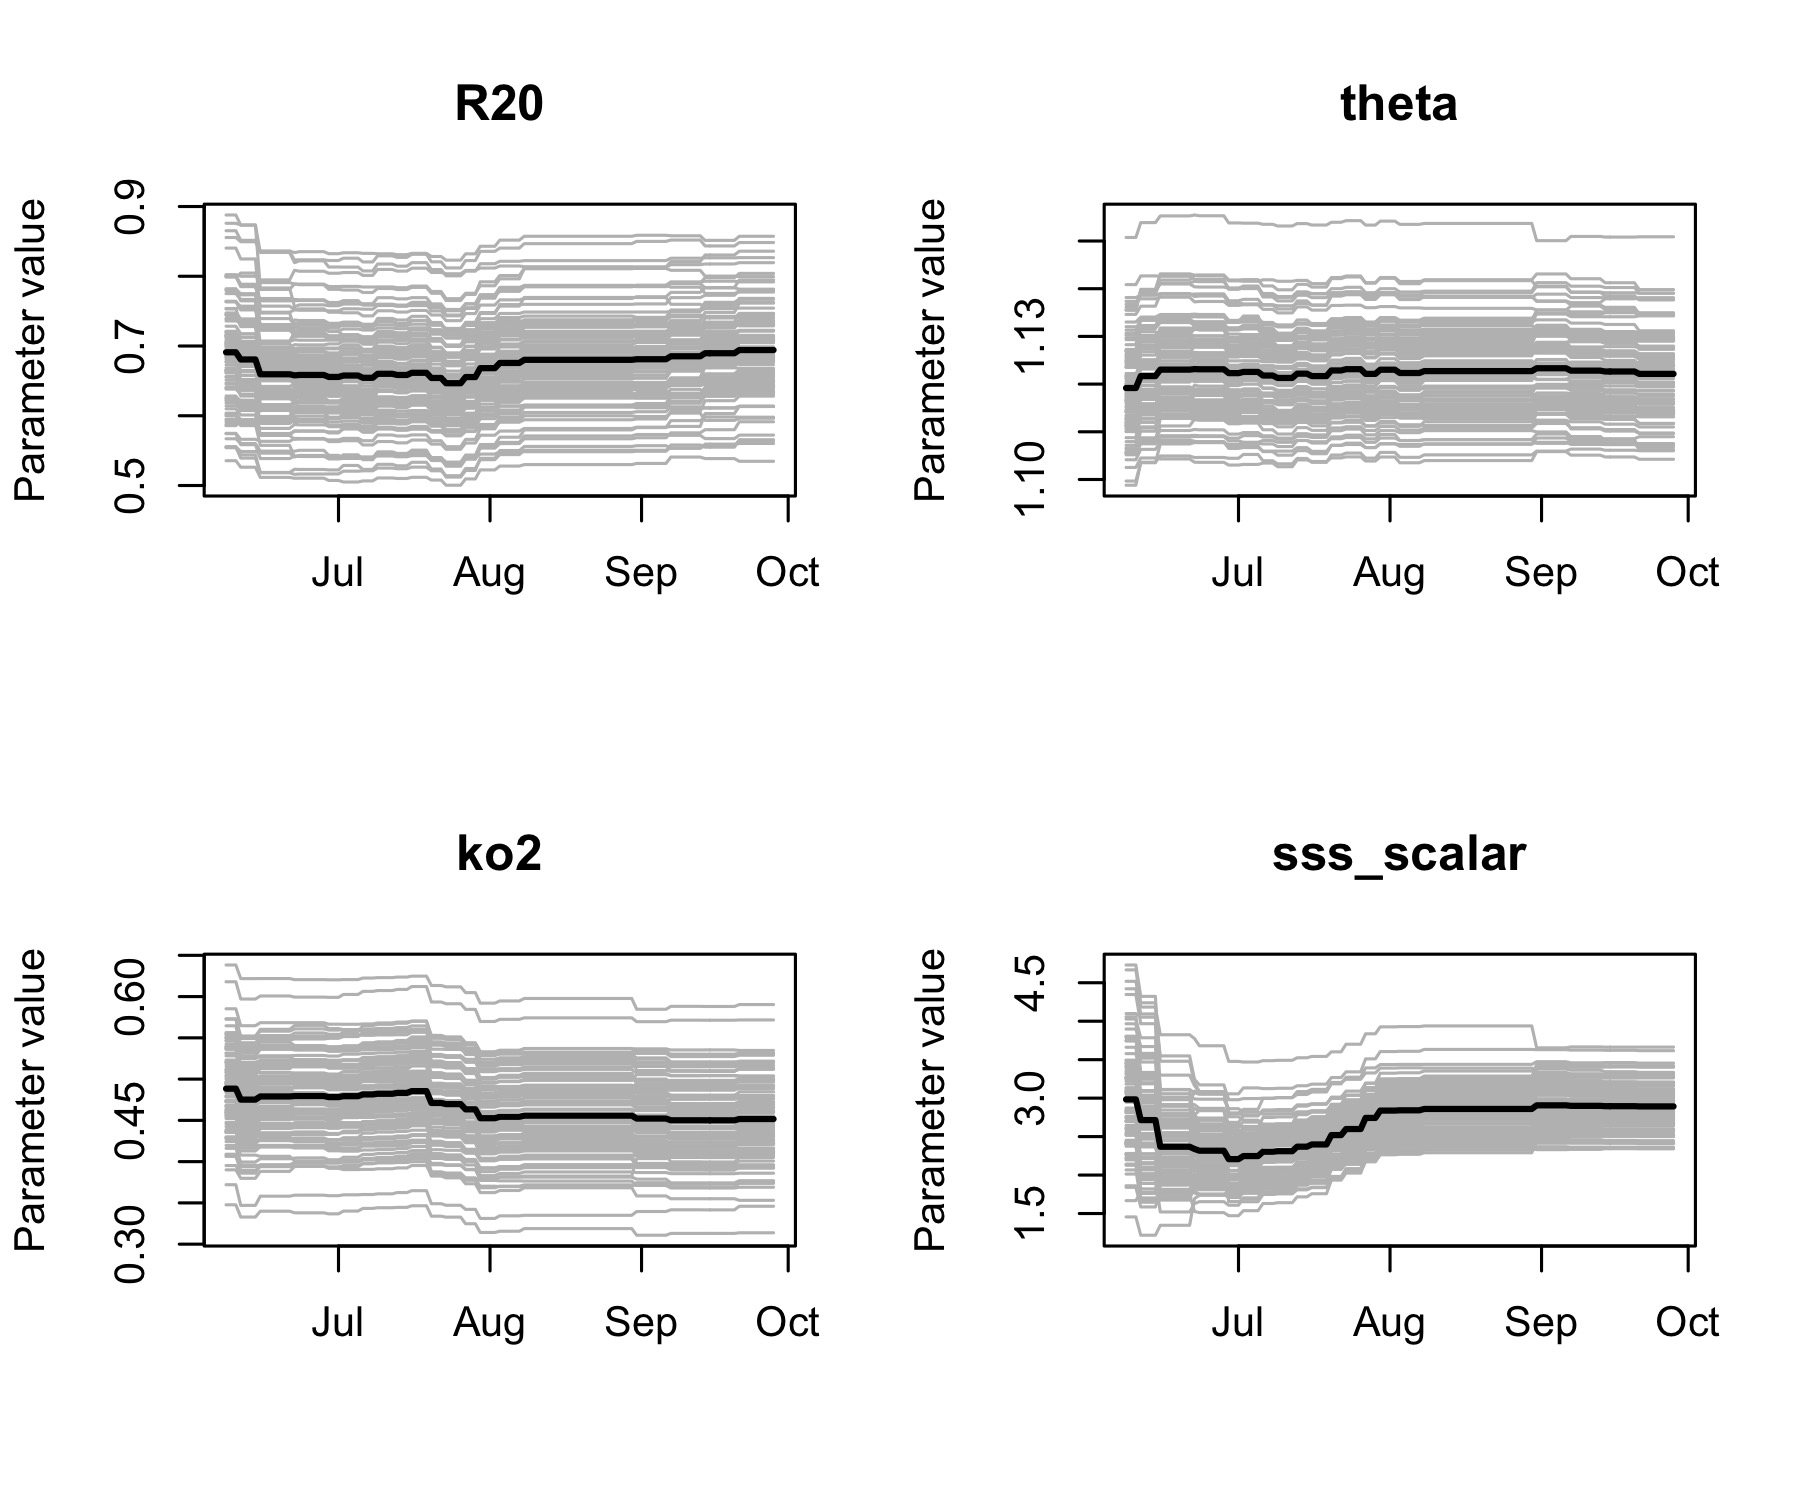 R20
Parameter value
0.9
0.7
0.5
Jul Aug Sep Oct
theta
Parameter value
1.13
1.10
Jul Aug Sep Oct
ko2
Parameter value
0.60
0.45
0.30
Jul Aug Sep Oct
sss_scalar
Parameter value
4.5
3.0
1.5
Jul Aug Sep Oct